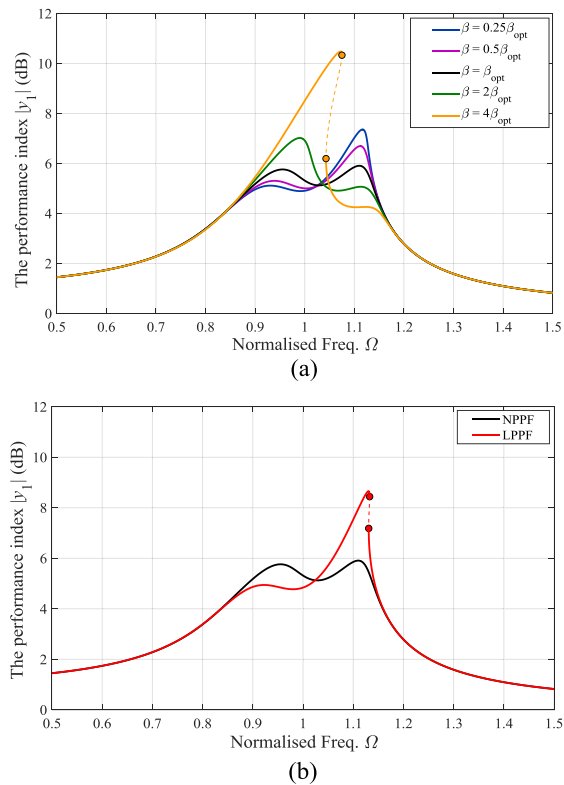 The performance index |y₁| (dB)
12
10
8
6
4
2
0
β = 0.25βₒₚₜ
β = 0.5βₒₚₜ
β = βₒₚₜ
β = 2βₒₚₜ
β = 4βₒₚₜ
0.5 0.6 0.7 0.8 0.9 1 1.1 1.2 1.3 1.4 1.5
Normalised Freq. Ω
(a)
The performance index |y₁| (dB)
12
10
8
6
4
2
0
NPPF
LPPF
0.5 0.6 0.7 0.8 0.9 1 1.1 1.2 1.3 1.4 1.5
Normalised Freq. Ω
(b)